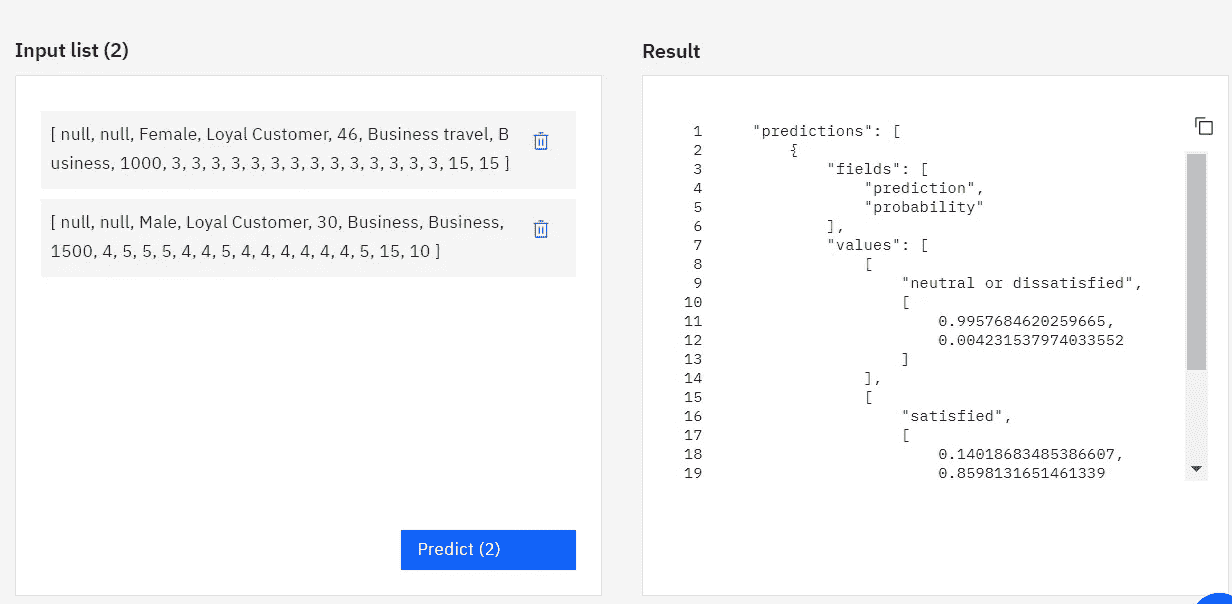 Input list (2)
[ null, null, Female, Loyal Customer, 46, Business travel, B
usiness, 1000, 3, 3, 3, 3, 3, 3, 3, 3, 3, 3, 3, 3, 3, 3, 15, 15 ]
[ null, null, Male, Loyal Customer, 30, Business, Business,
1500, 4, 5, 5, 5, 4, 4, 5, 4, 4, 4, 4, 4, 4, 5, 15, 10 ]
Predict (2)
Result
1 "predictions": [
2 {
3 "fields": [
4 "prediction",
5 "probability"
6 ],
7 "values": [
8 [
9 "neutral or dissatisfied",
10 [
11 0.9957684620259665,
12 0.004231537974033552
13 ]
14 ],
15 [
16 "satisfied",
17 [
18 0.14018683485386607,
19 0.8598131651461339